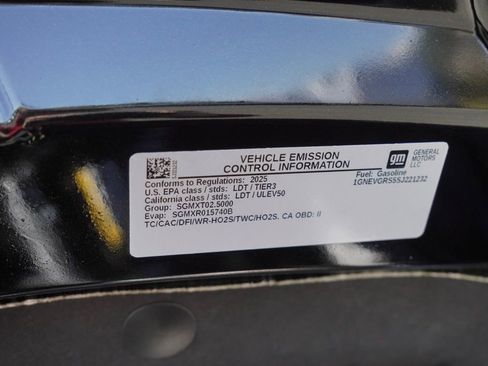 VEHICLE EMISSION
CONTROL INFORMATION
gm
GENERAL
MOTORS
LLC
Conforms to Regulations: 2025
U.S. EPA class / stds: LDT / TIER3
California class / stds: LDT / ULEV50
Group: SGMXT02.5000
Evap: SGMXR015740B
TC/CAC/DFI/WR-HO2S/TWC/HO2S. CA OBD: II
Fuel: Gasoline
1GNEVGRS5SJ221232